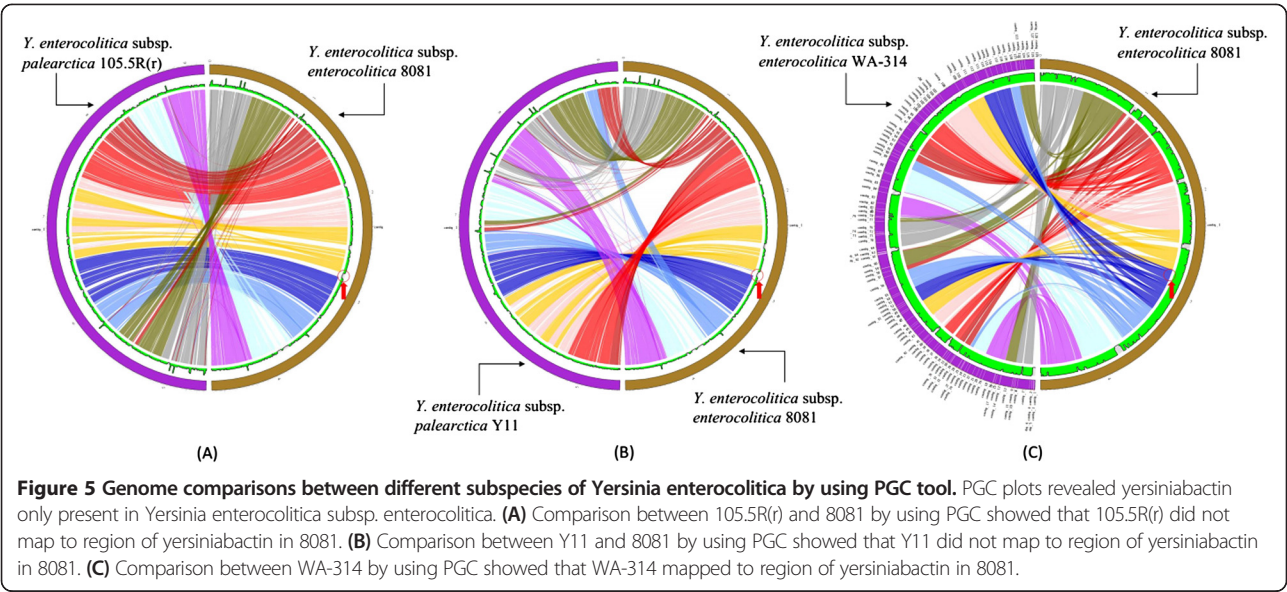 Y. enterocolitica subsp.
palearctica 105.5R(r)
Y. enterocolitica subsp.
enterocolitica 8081
Y. enterocolitica subsp.
enterocolitica WA-314
Y. enterocolitica subsp.
enterocolitica 8081
Y. enterocolitica subsp.
palearctica Y11
Y. enterocolitica subsp.
enterocolitica 8081
(A)
(B)
(C)
Figure 5 Genome comparisons between different subspecies of Yersinia enterocolitica by using PGC tool. PGC plots revealed yersiniabactin
only present in Yersinia enterocolitica subsp. enterocolitica. (A) Comparison between 105.5R(r) and 8081 by using PGC showed that 105.5R(r) did not
map to region of yersiniabactin in 8081. (B) Comparison between Y11 and 8081 by using PGC showed that Y11 did not map to region of yersiniabactin
in 8081. (C) Comparison between WA-314 by using PGC showed that WA-314 mapped to region of yersiniabactin in 8081.